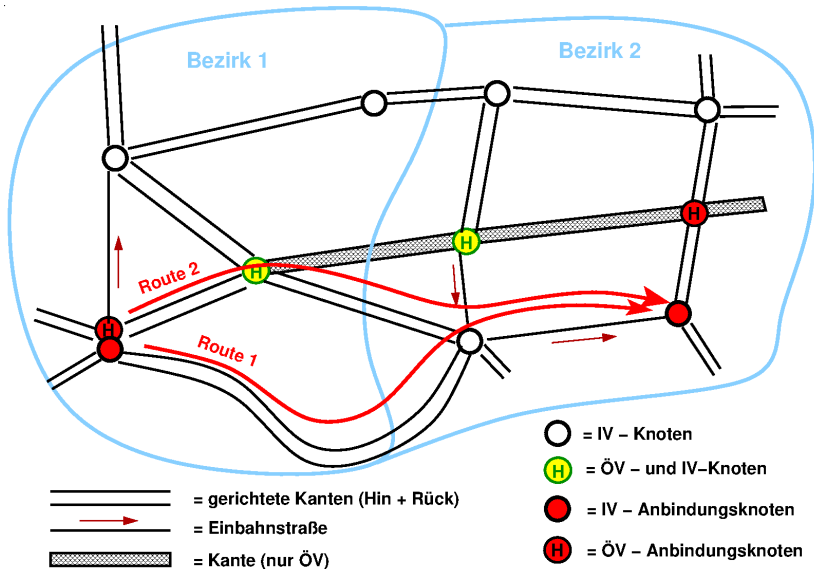 Bezirk 1
Bezirk 2
H
H
H
Route 2
H
Route 1
= IV − Knoten
H = ÖV − und IV−Knoten
= gerichtete Kanten (Hin + Rück)
= IV − Anbindungsknoten
= Einbahnstraße
H = ÖV − Anbindungsknoten
= Kante (nur ÖV)